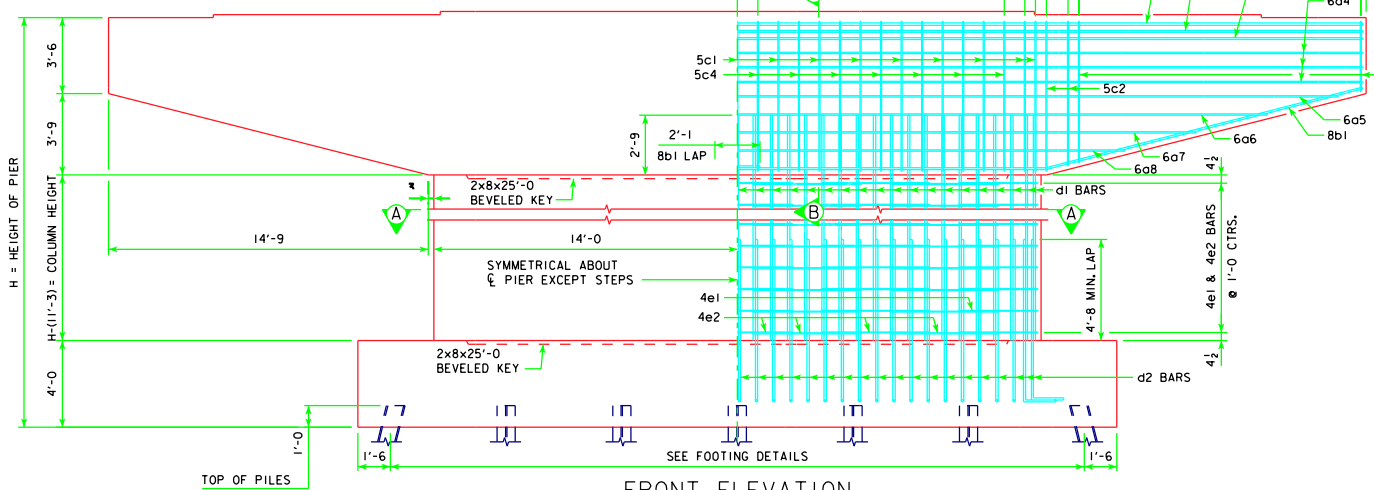 6a4
3'-6
5c1
5c4
5c2
H = HEIGHT OF PIER
3'-9
2'-9
2'-1
8b1 LAP
6a5
8b1
6a6
6a7
6a8
4 1/2
2x8x25'-0
BEVELED KEY
d1 BARS
A
B
A
H-(11'-3) = COLUMN HEIGHT
14'-9
14'-0
SYMMETRICAL ABOUT
℄ PIER EXCEPT STEPS
4'-8 MIN. LAP
4e1 & 4e2 BARS
@ 1'-0 CTRS.
4e1
4e2
2x8x25'-0
BEVELED KEY
4 1/2
4'-0
d2 BARS
1'-0
1'-6
SEE FOOTING DETAILS
1'-6
TOP OF PILES
FRONT ELEVATION